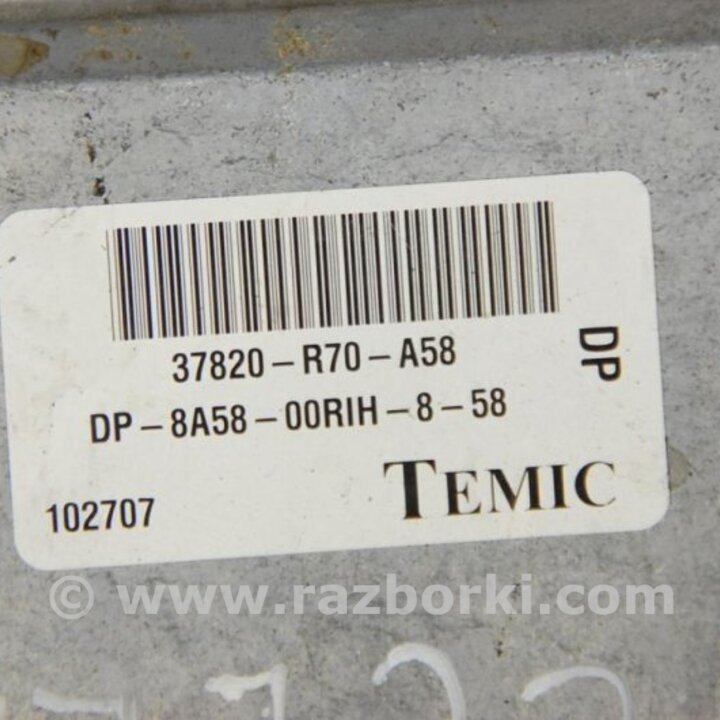 37820-R70-A58
DP
DP-8A58-00RIH-8-58
102707
TEMIC
© www.razborki.com